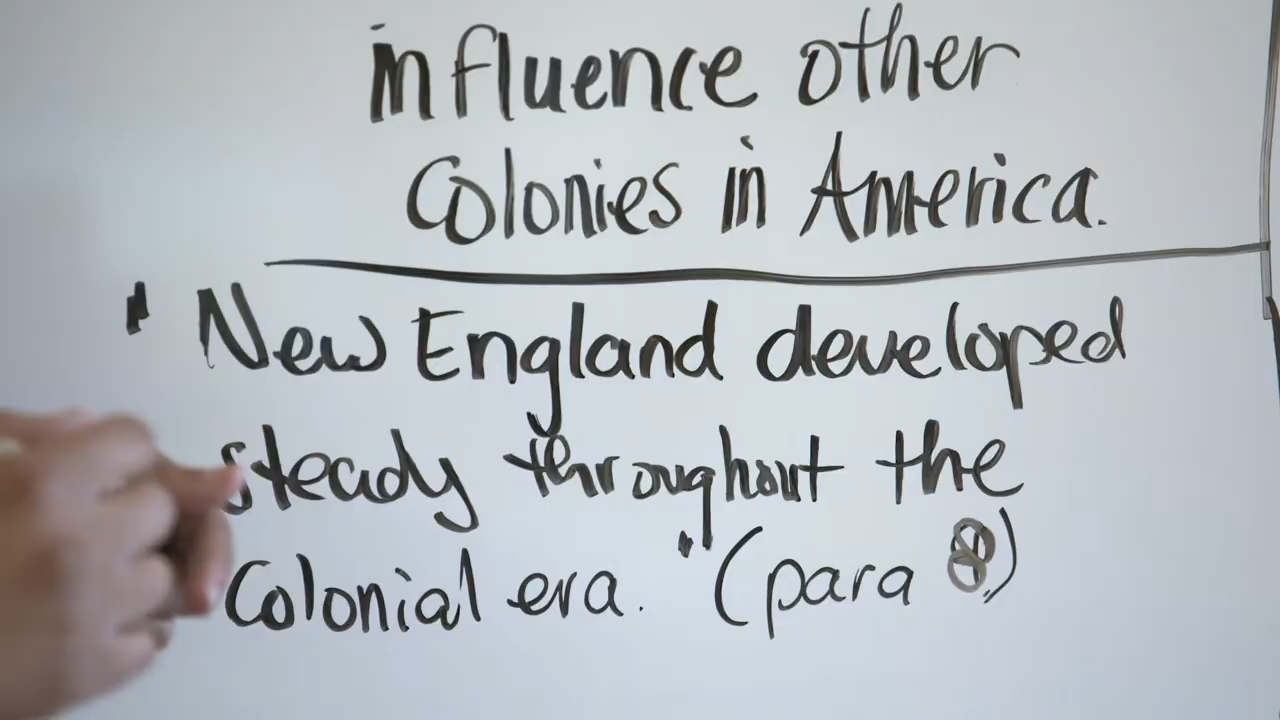 influence other
Colonies in America.
"New England developed
steady throughout the
Colonial era." (para 8)